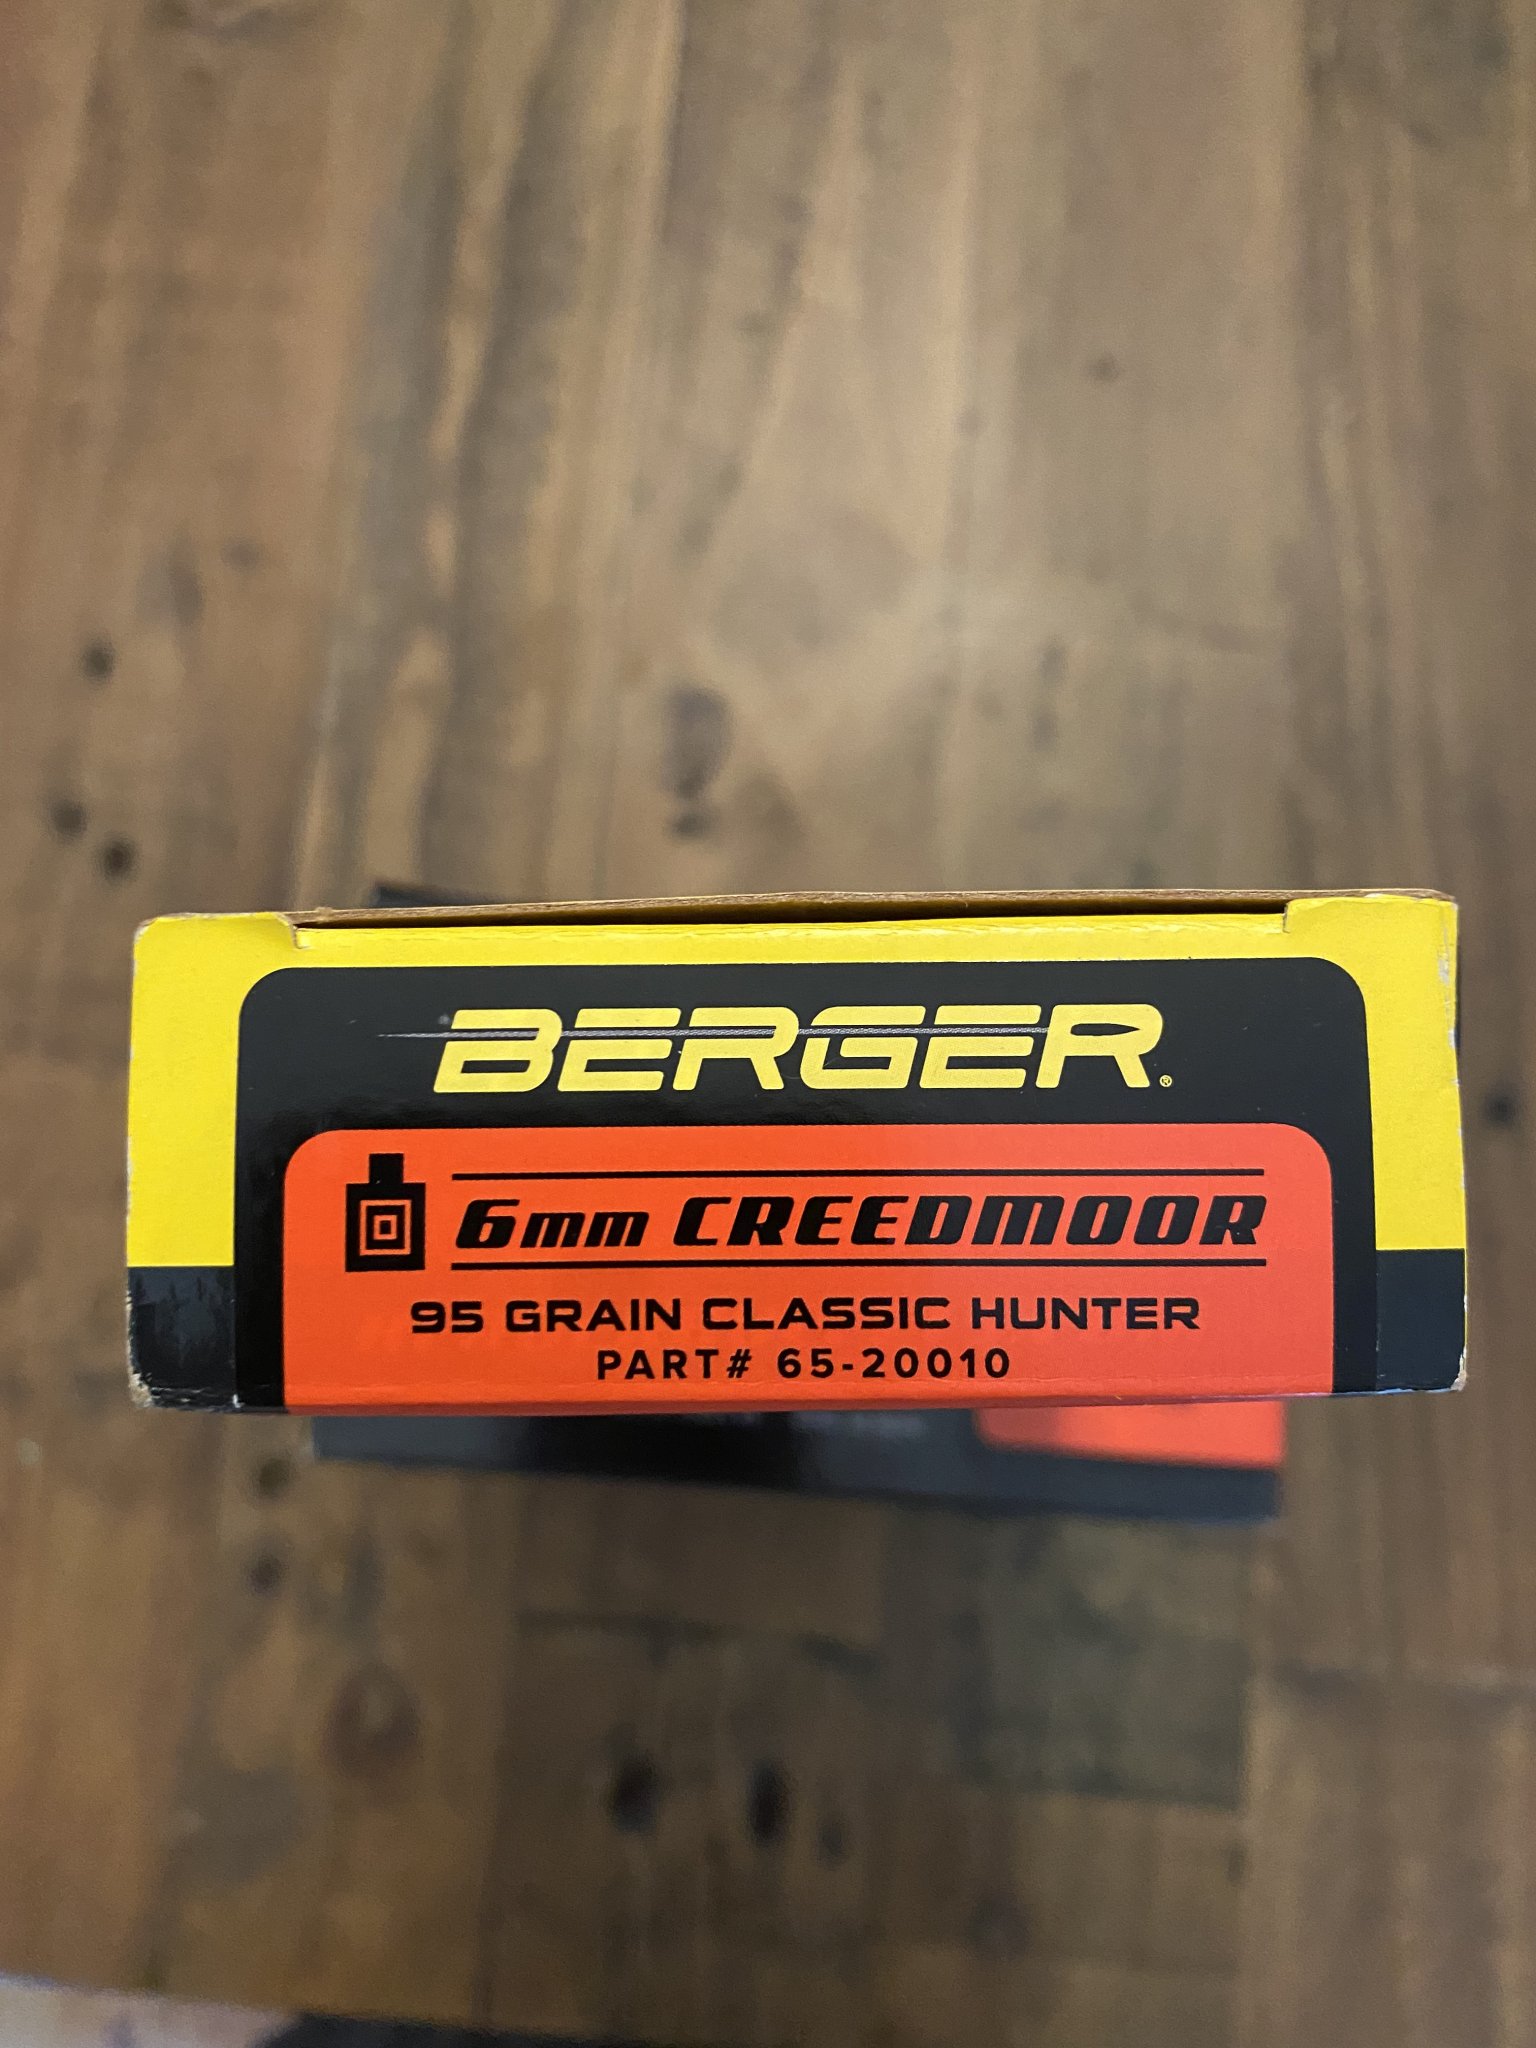 BERGER®
6mm CREEDMOOR
95 GRAIN CLASSIC HUNTER
PART# 65-20010